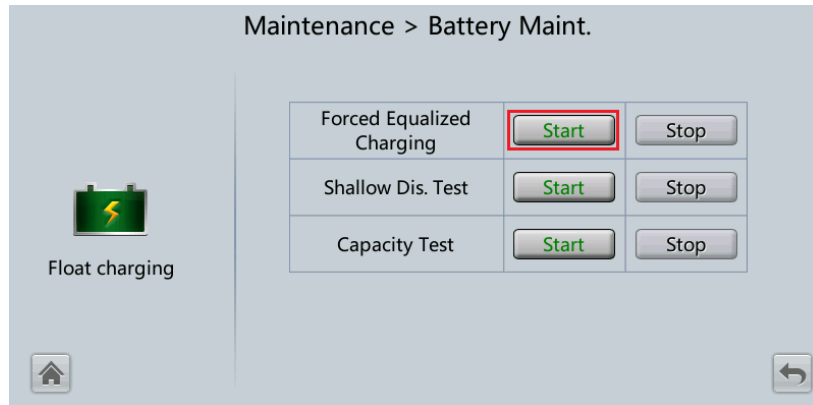 Maintenance > Battery Maint.
Forced Equalized
Charging
Start
Stop
Shallow Dis. Test
Start
Stop
Capacity Test
Start
Stop
Float charging